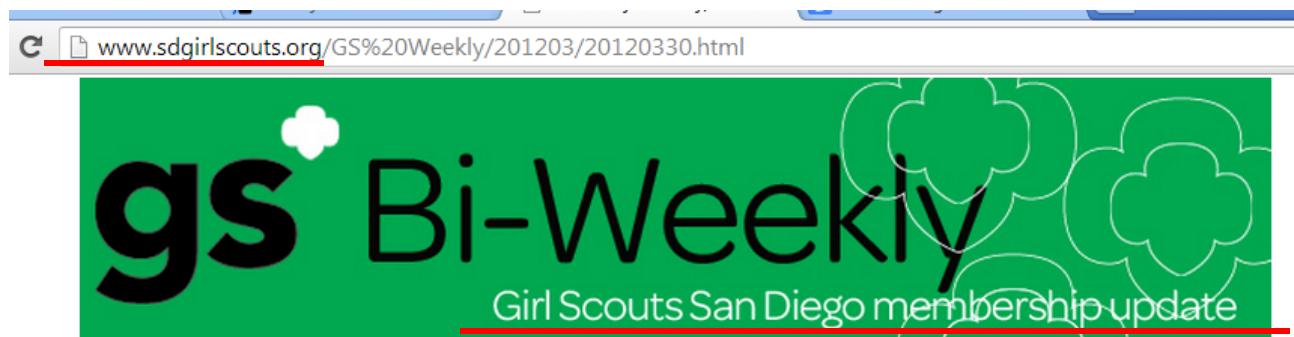 www.sdgirlscouts.org/GS%20Weekly/201203/20120330.html
gs Bi-Weekly
Girl Scouts San Diego membership update